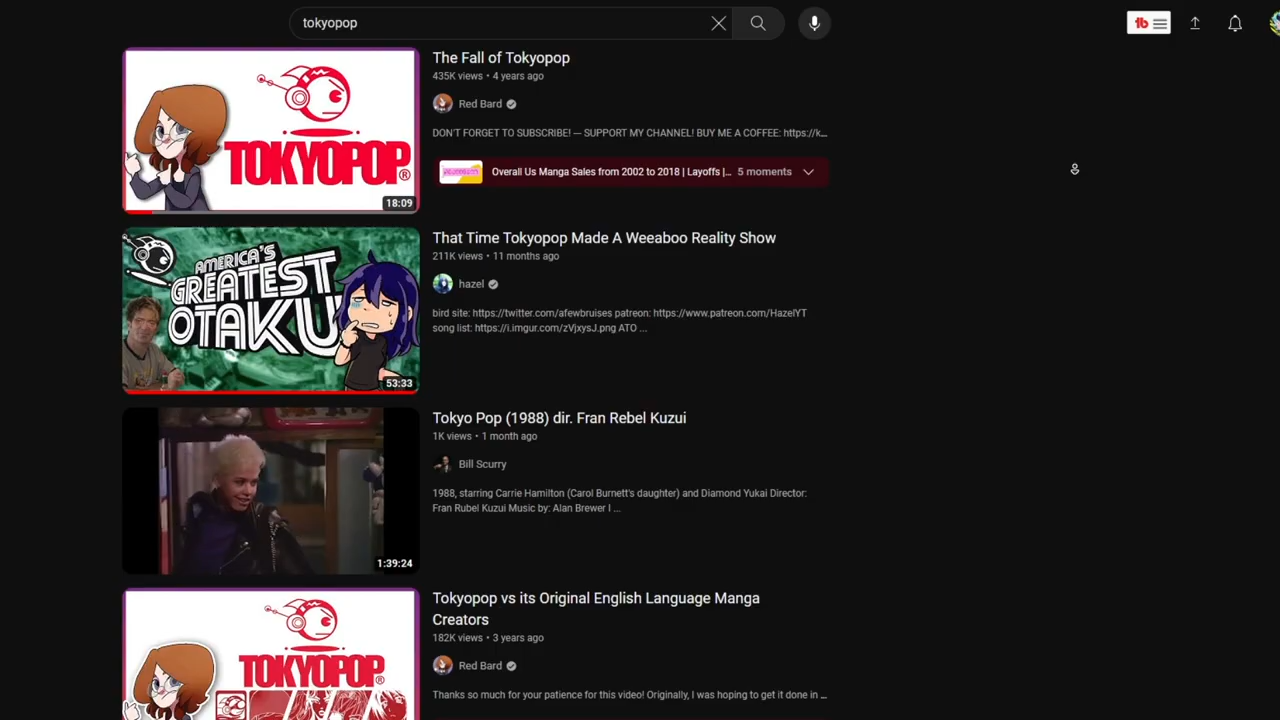 tokyopop
tb
The Fall of Tokyopop
435K views • 4 years ago
Red Bard
DON'T FORGET TO SUBSCRIBE! — SUPPORT MY CHANNEL! BUY ME A COFFEE: https://k...
Overall Us Manga Sales from 2002 to 2018 | Layoffs |... 5 moments
TOKYOPOP®
18:09
That Time Tokyopop Made A Weeaboo Reality Show
211K views • 11 months ago
hazel
bird site: https://twitter.com/afewbruises patreon: https://www.patreon.com/HazelYT
song list: https://i.imgur.com/zVjxysJ.png ATO ...
AMERICA'S
GREATEST
OTAKU
53:33
Tokyo Pop (1988) dir. Fran Rebel Kuzui
1K views • 1 month ago
Bill Scurry
1988, starring Carrie Hamilton (Carol Burnett's daughter) and Diamond Yukai Director:
Fran Rubel Kuzui Music by: Alan Brewer I ...
1:39:24
Tokyopop vs its Original English Language Manga
Creators
182K views • 3 years ago
Red Bard
Thanks so much for your patience for this video! Originally, I was hoping to get it done in ...
TOKYOPOP®